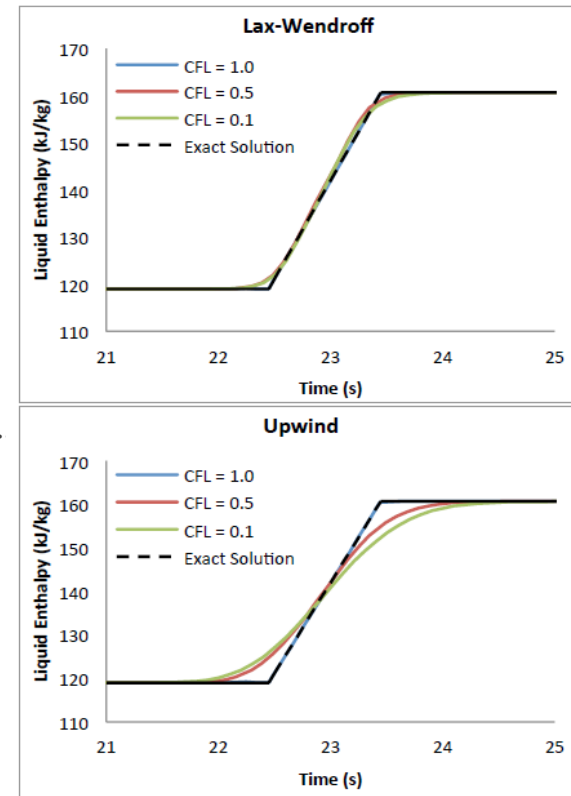 Lax-Wendroff
170
160
150
140
130
120
110
Liquid Enthalpy (kJ/kg)
CFL = 1.0
CFL = 0.5
CFL = 0.1
Exact Solution
21 22 23 24 25
Time (s)
Upwind
170
160
150
140
130
120
110
Liquid Enthalpy (kJ/kg)
CFL = 1.0
CFL = 0.5
CFL = 0.1
Exact Solution
21 22 23 24 25
Time (s)